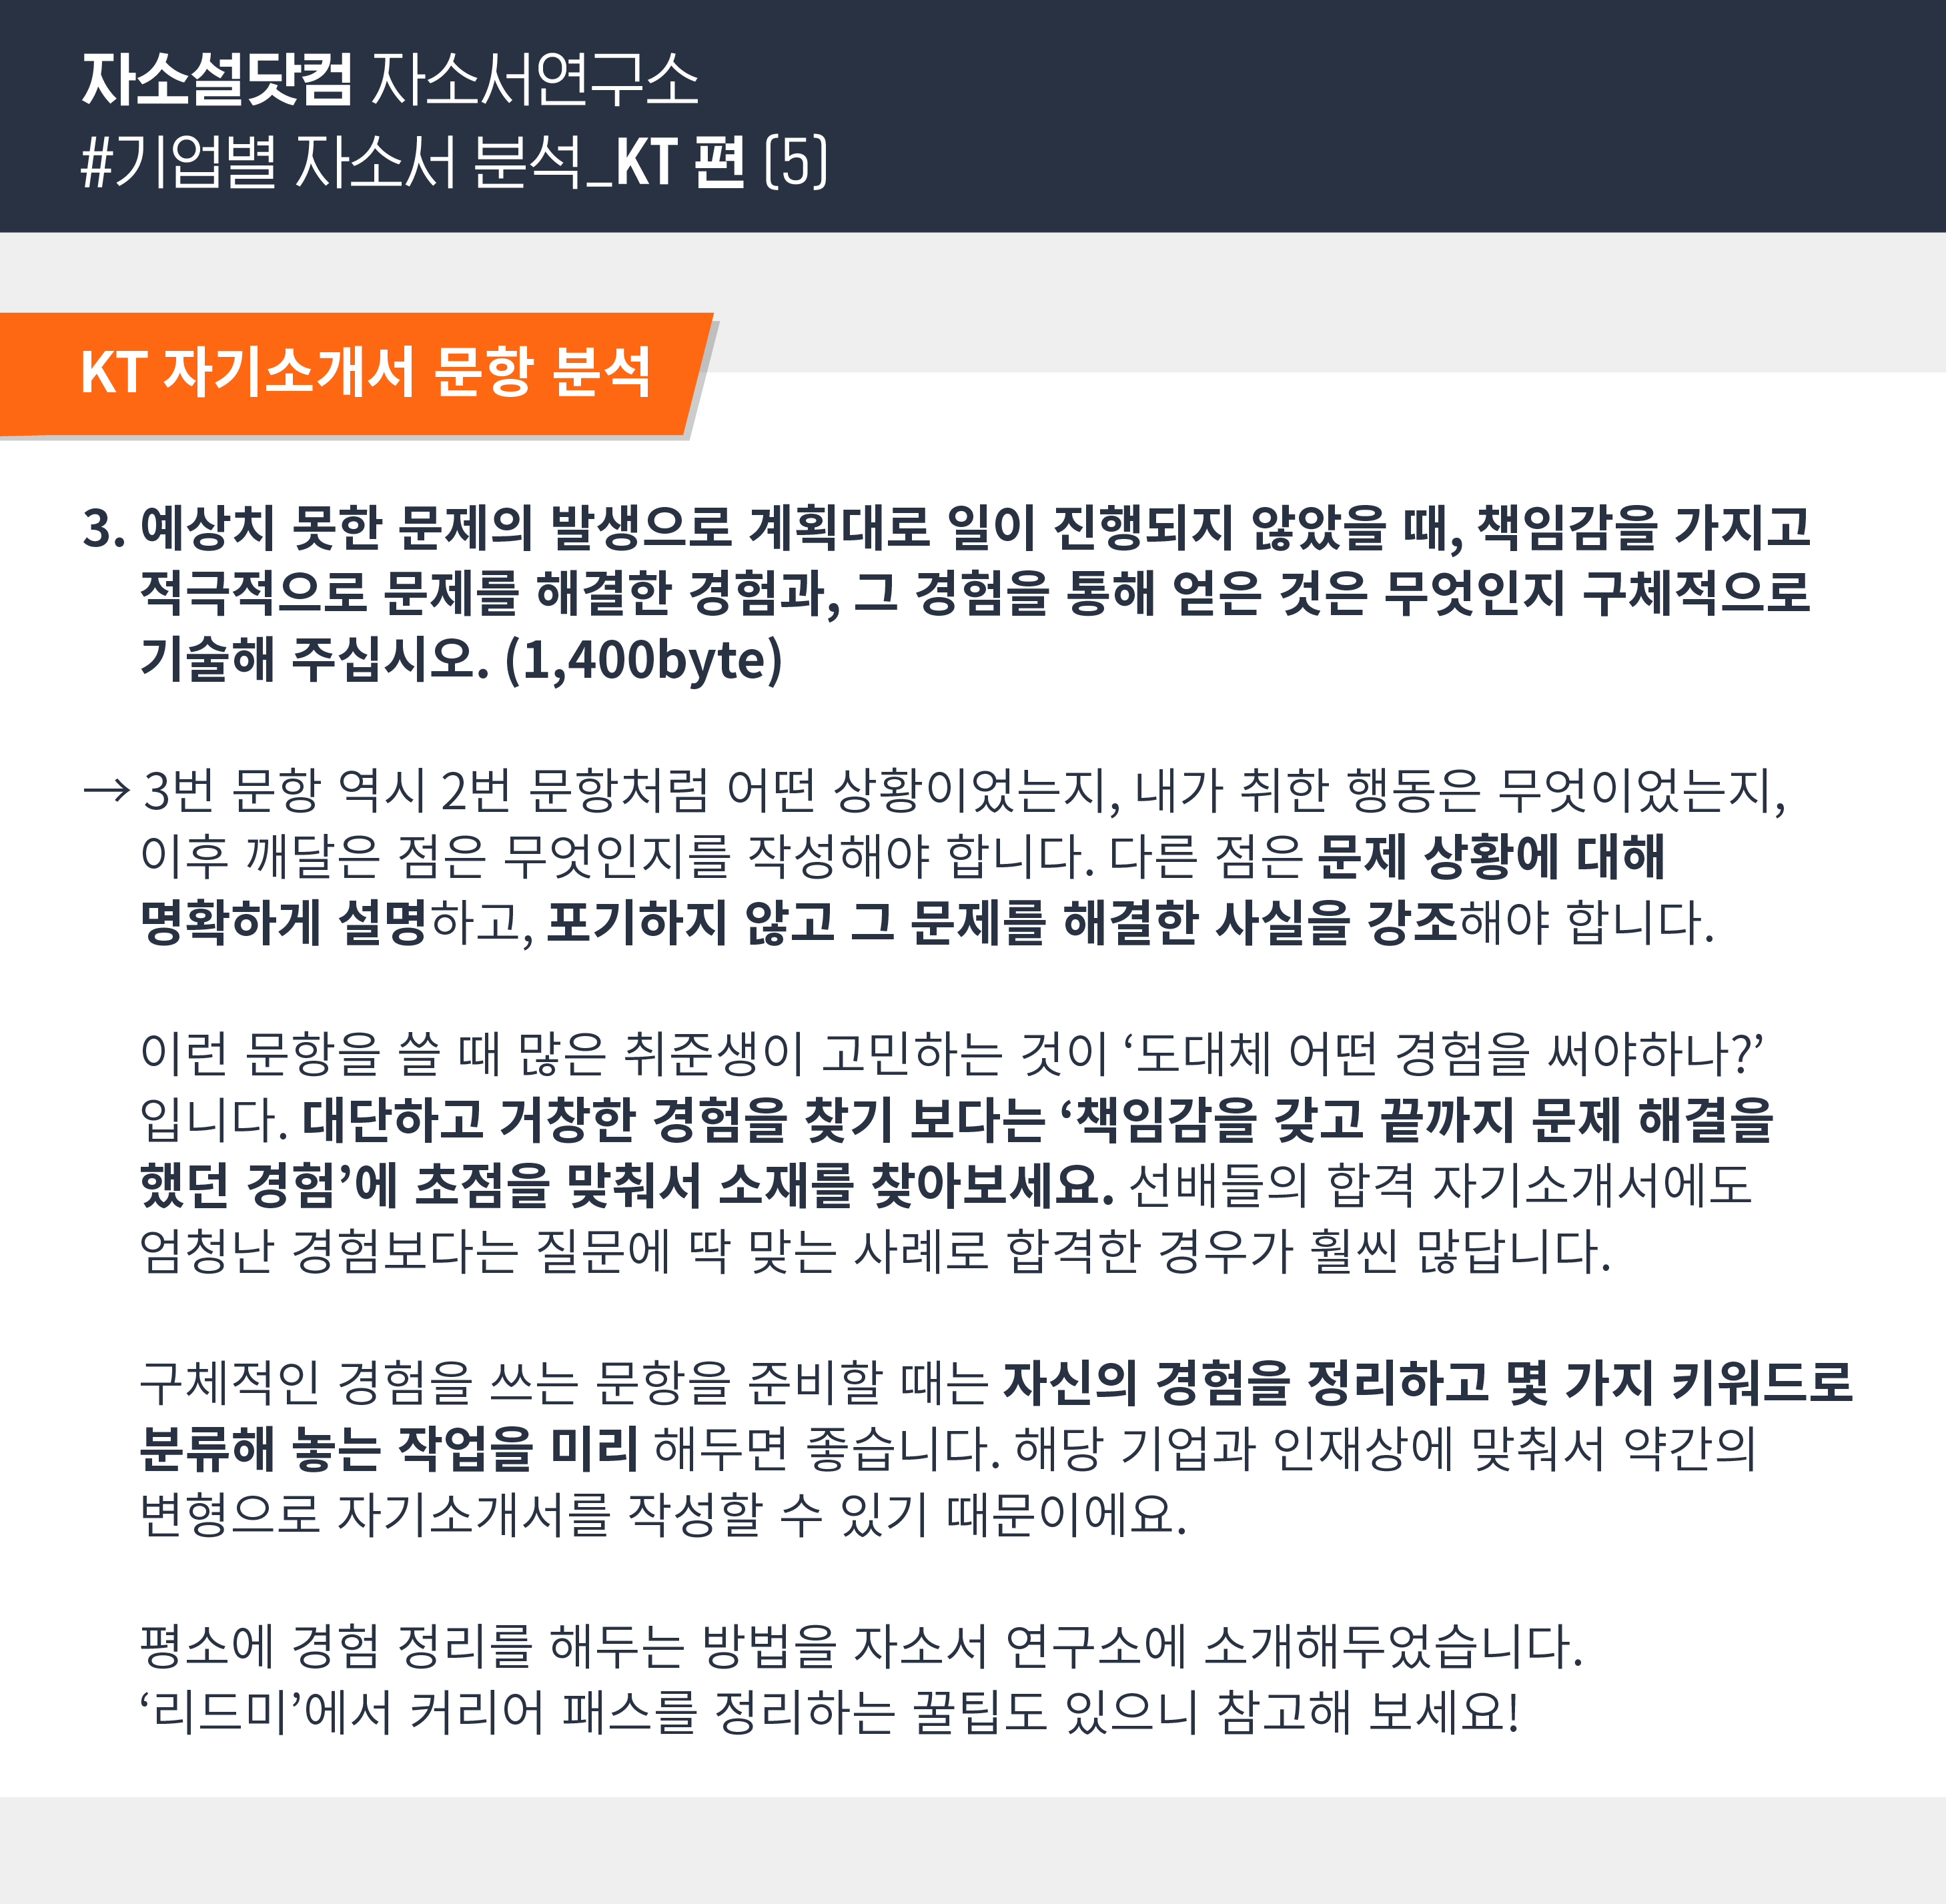 자소설닷컴 자소서연구소
#기업별 자소서 분석_KT 편 (5)
KT 자기소개서 문항 분석
3. 예상치 못한 문제의 발생으로 계획대로 일이 진행되지 않았을 때, 책임감을 가지고
적극적으로 문제를 해결한 경험과, 그 경험을 통해 얻은 것은 무엇인지 구체적으로
기술해 주십시오. (1,400byte)
→ 3번 문항 역시 2번 문항처럼 어떤 상황이었는지, 내가 취한 행동은 무엇이었는지,
이후 깨달은 점은 무엇인지를 작성해야 합니다. 다른 점은 문제 상황에 대해
명확하게 설명하고, 포기하지 않고 그 문제를 해결한 사실을 강조해야 합니다.
이런 문항을 쓸 때 많은 취준생이 고민하는 것이 ‘도대체 어떤 경험을 써야하나?’
입니다. 대단하고 거창한 경험을 찾기 보다는 ‘책임감을 갖고 끝까지 문제 해결을
했던 경험’에 초점을 맞춰서 소재를 찾아보세요. 선배들의 합격 자기소개서에도
엄청난 경험보다는 질문에 딱 맞는 사례로 합격한 경우가 훨씬 많답니다.
구체적인 경험을 쓰는 문항을 준비할 때는 자신의 경험을 정리하고 몇 가지 키워드로
분류해 놓는 작업을 미리 해두면 좋습니다. 해당 기업과 인재상에 맞춰서 약간의
변형으로 자기소개서를 작성할 수 있기 때문이에요.
평소에 경험 정리를 해두는 방법을 자소서 연구소에 소개해두었습니다.
‘리드미’에서 커리어 패스를 정리하는 꿀팁도 있으니 참고해 보세요!